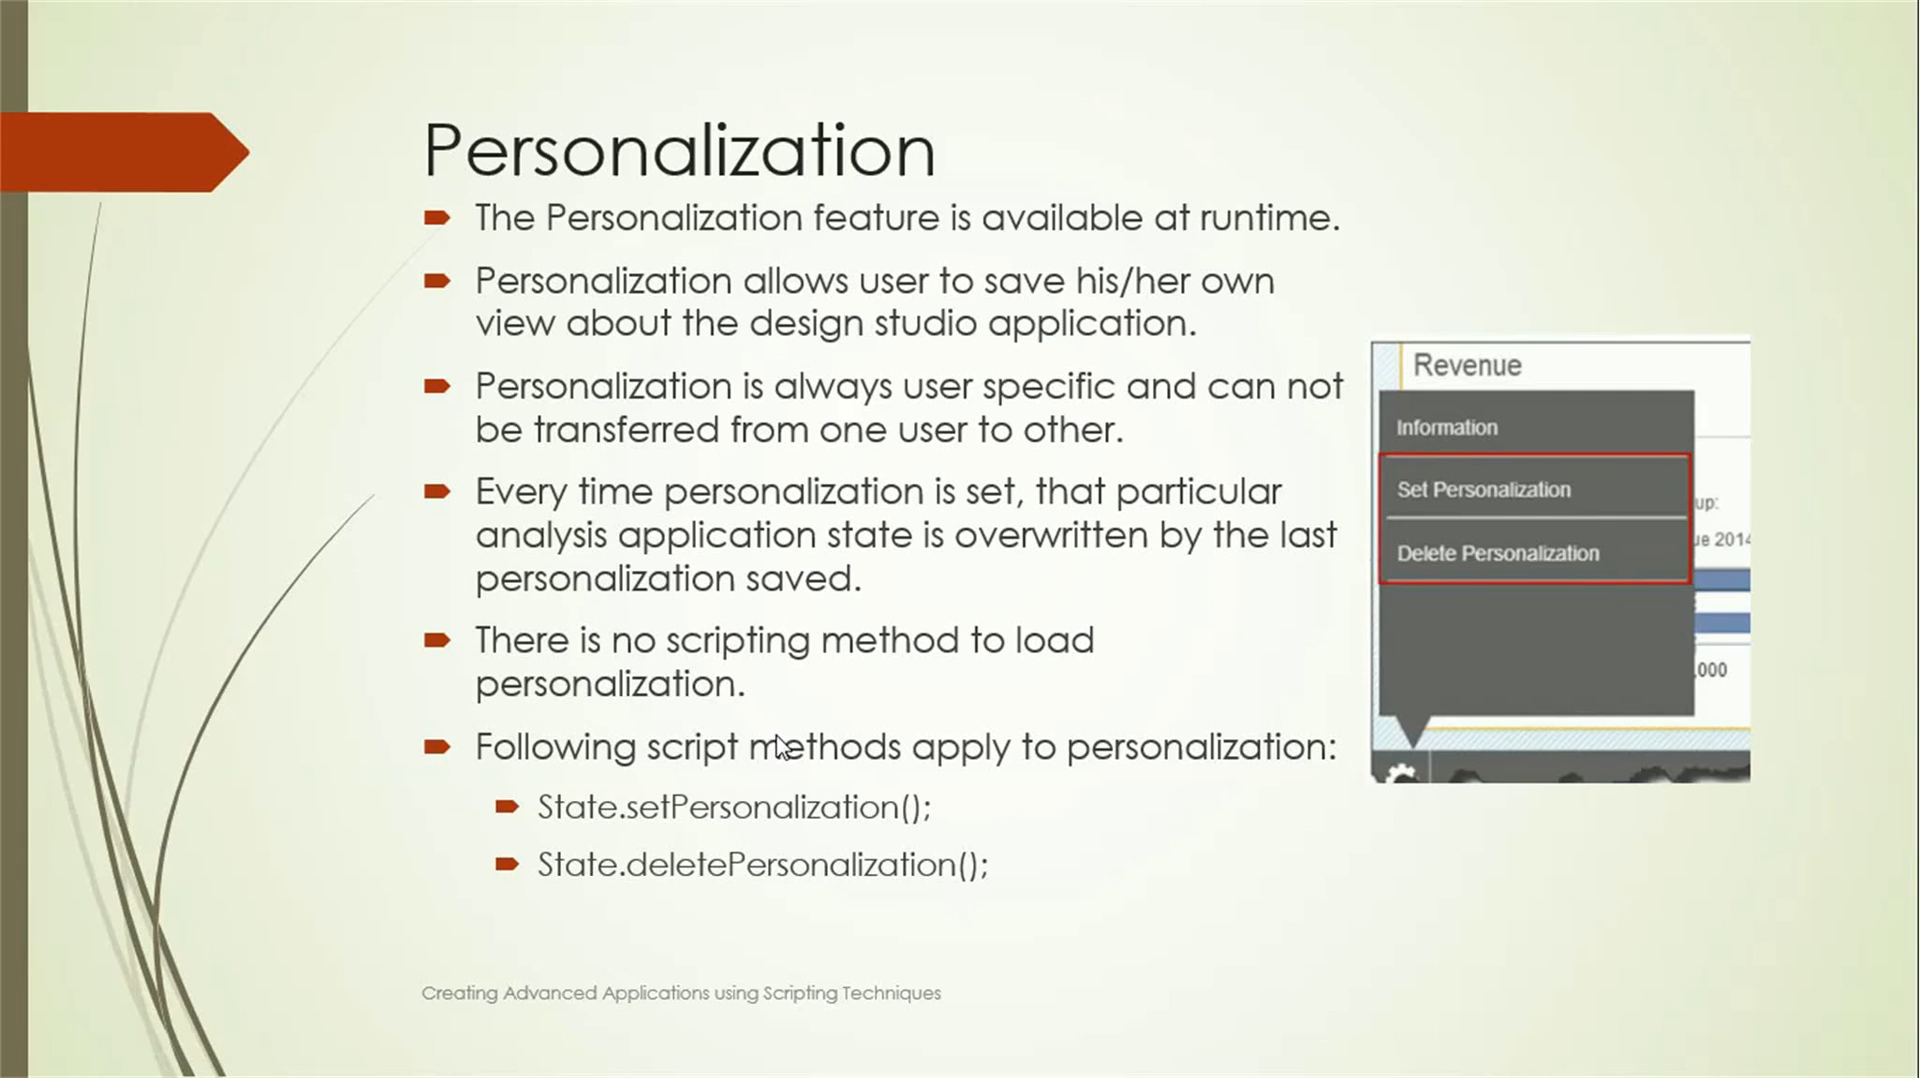 Personalization
The Personalization feature is available at runtime.
Personalization allows user to save his/her own
view about the design studio application.
Personalization is always user specific and can not
be transferred from one user to other.
Every time personalization is set, that particular
analysis application state is overwritten by the last
personalization saved.
There is no scripting method to load
personalization.
Following script methods apply to personalization:
State.setPersonalization();
State.deletePersonalization();
Revenue
Information
Set Personalization
up:
ue 2014
Delete Personalization
,000
Creating Advanced Applications using Scripting Techniques